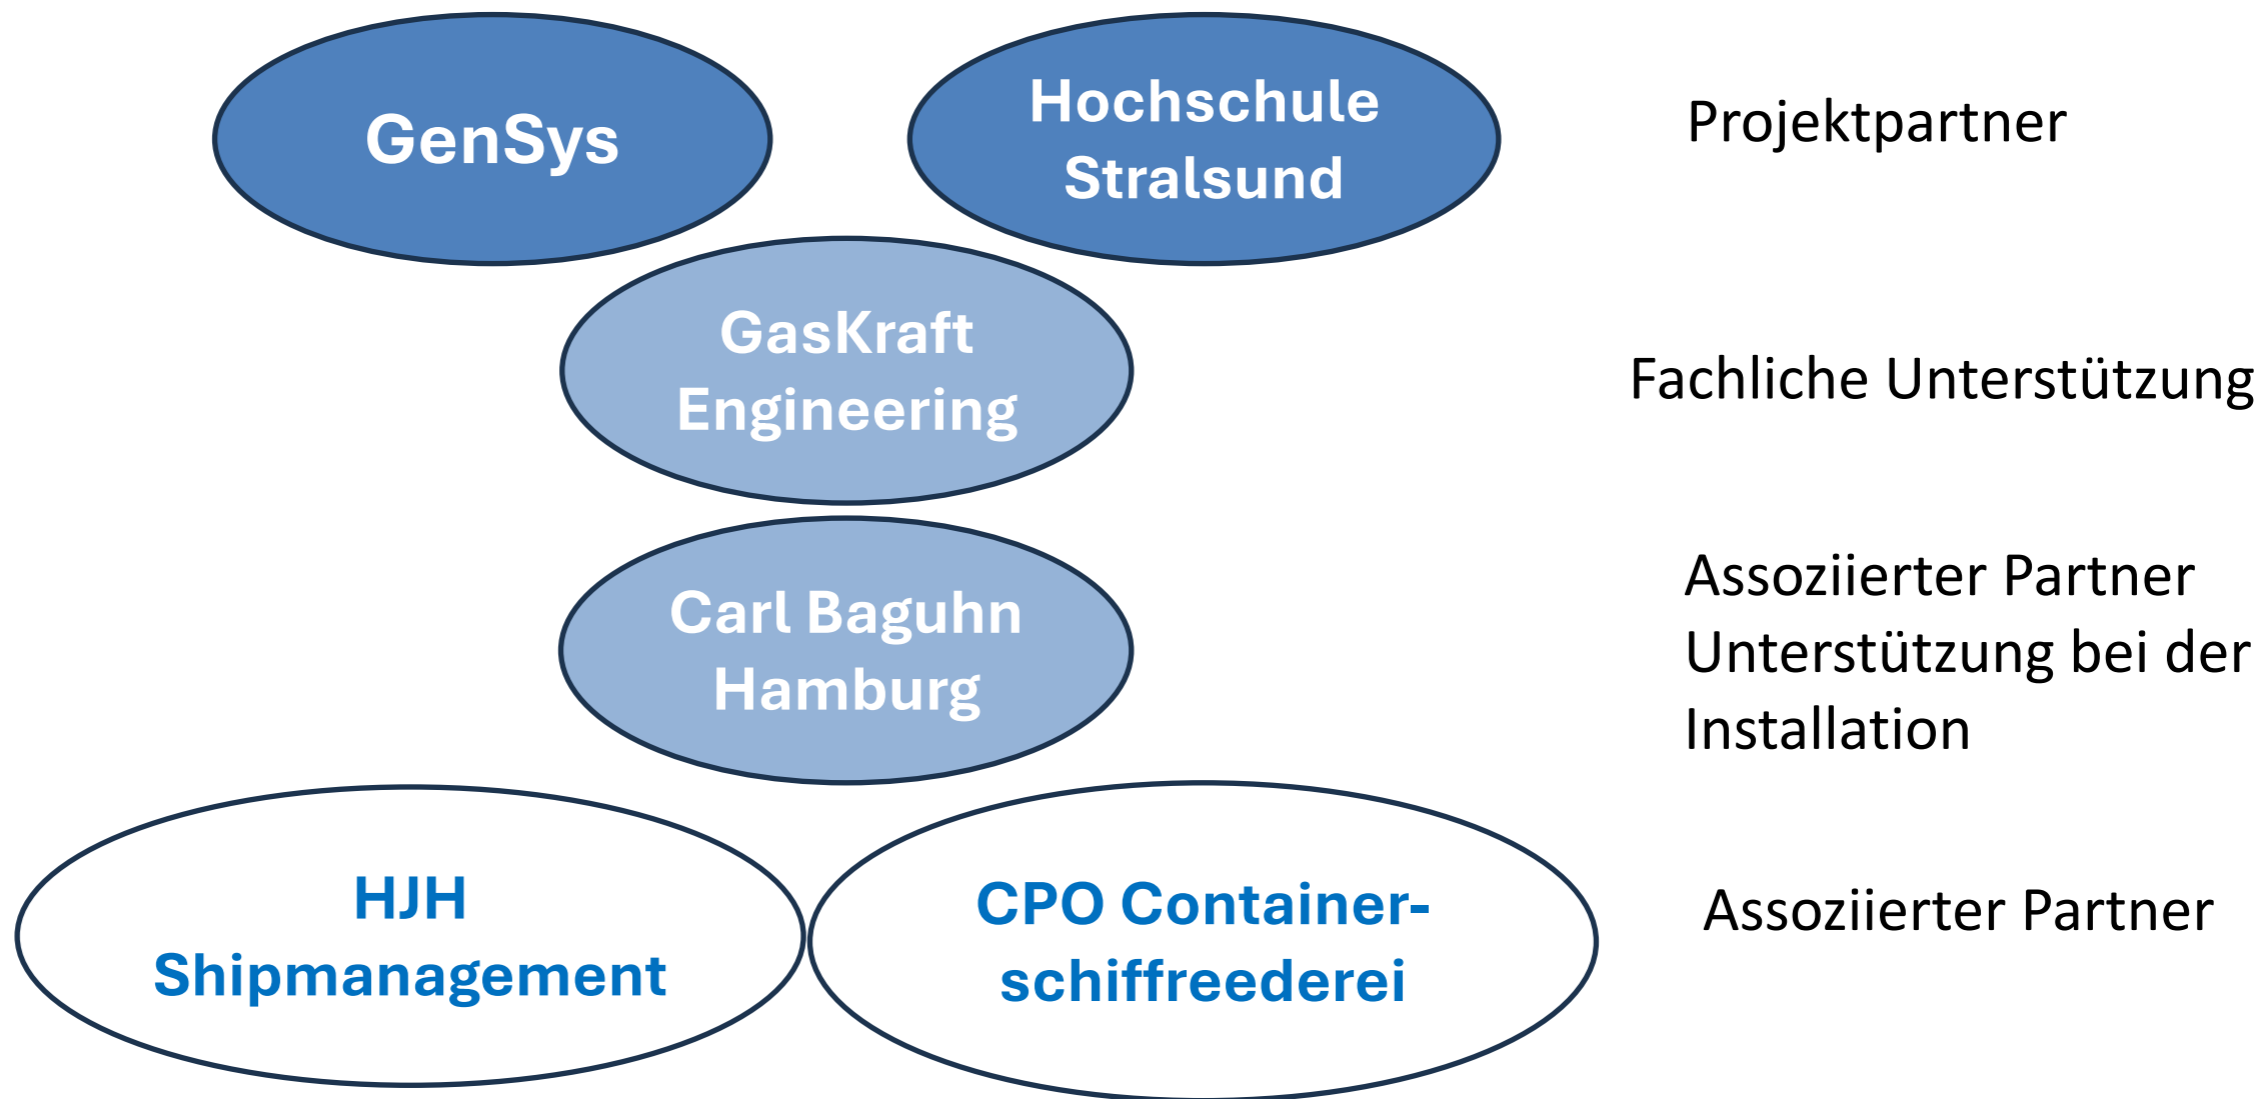 GenSys
Hochschule
Stralsund
Projektpartner
GasKraft
Engineering
Fachliche Unterstützung
Carl Baguhn
Hamburg
Assoziierter Partner
Unterstützung bei der
Installation
HJH
Shipmanagement
CPO Container-
schiffreederei
Assoziierter Partner